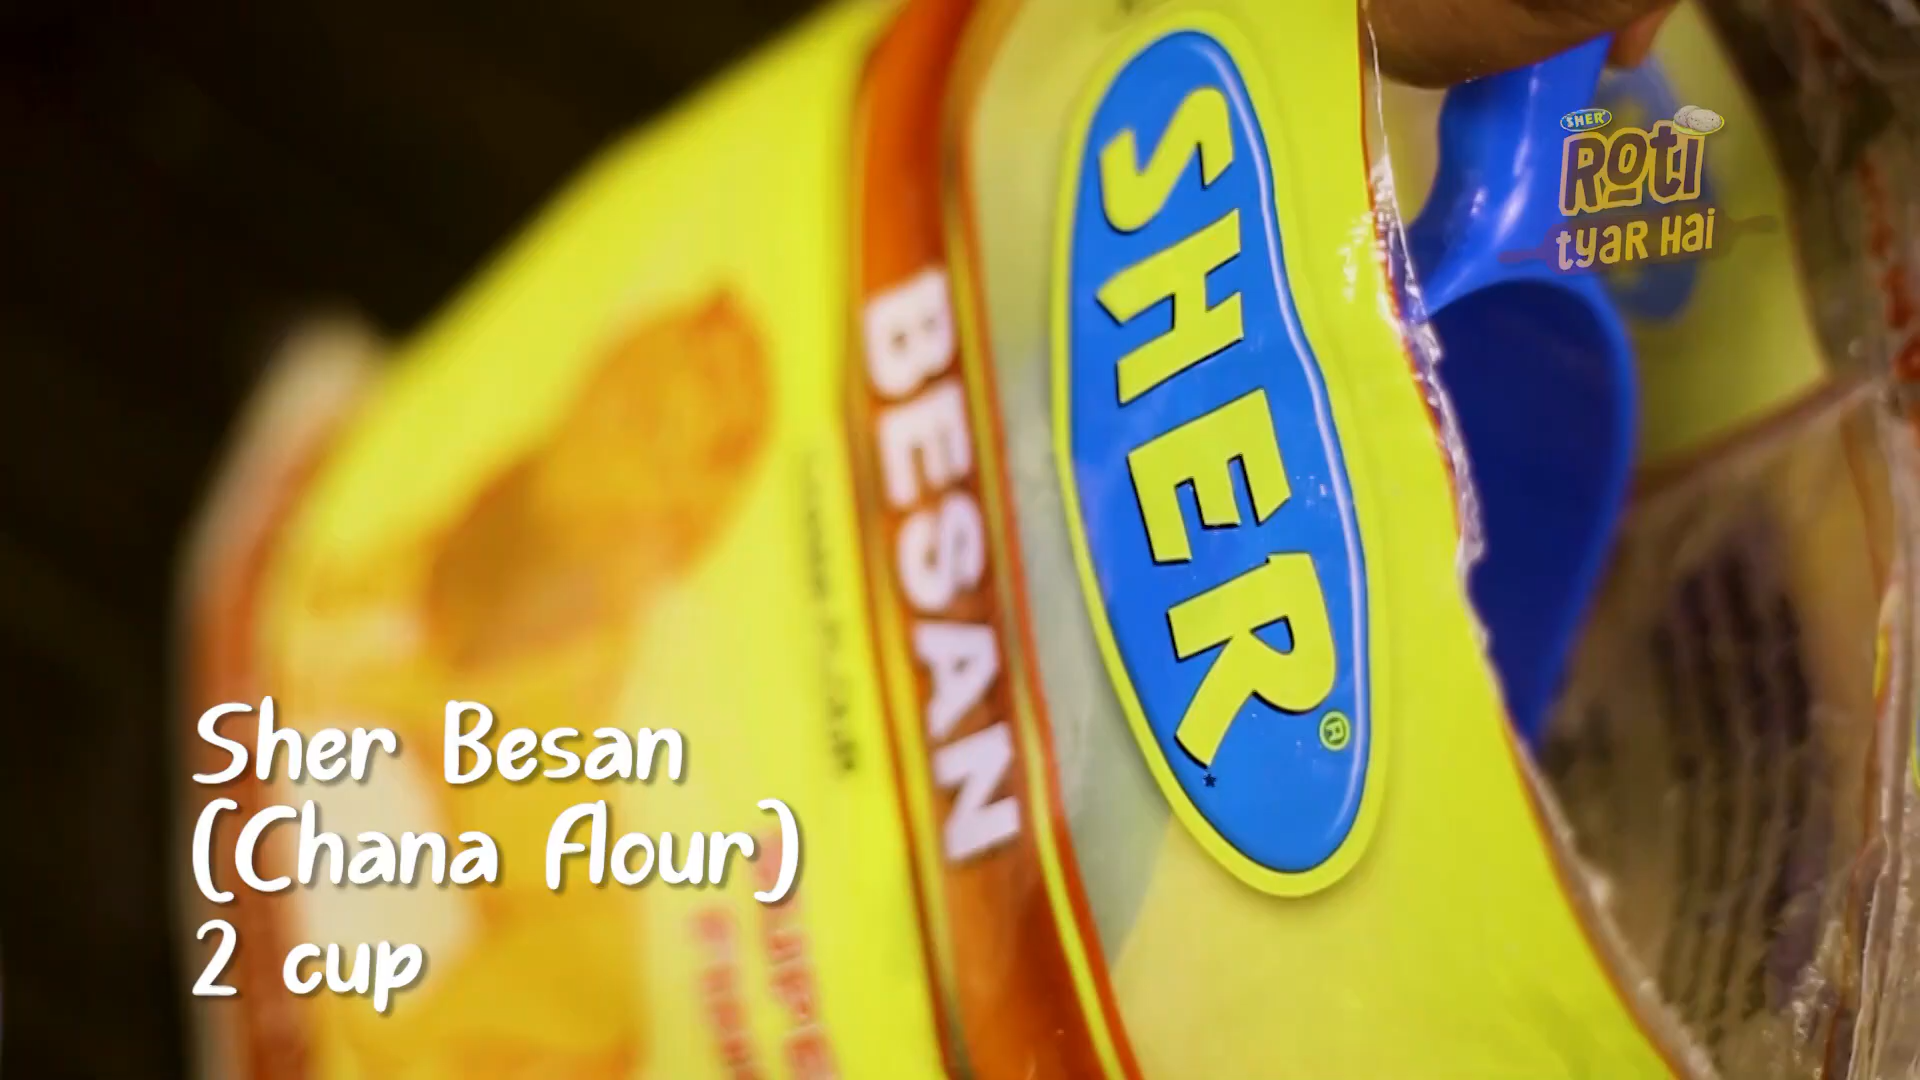 SHER
Roti
tyar Hai
BESAN
SHER®
Sher Besan
(Chana flour)
2 cup